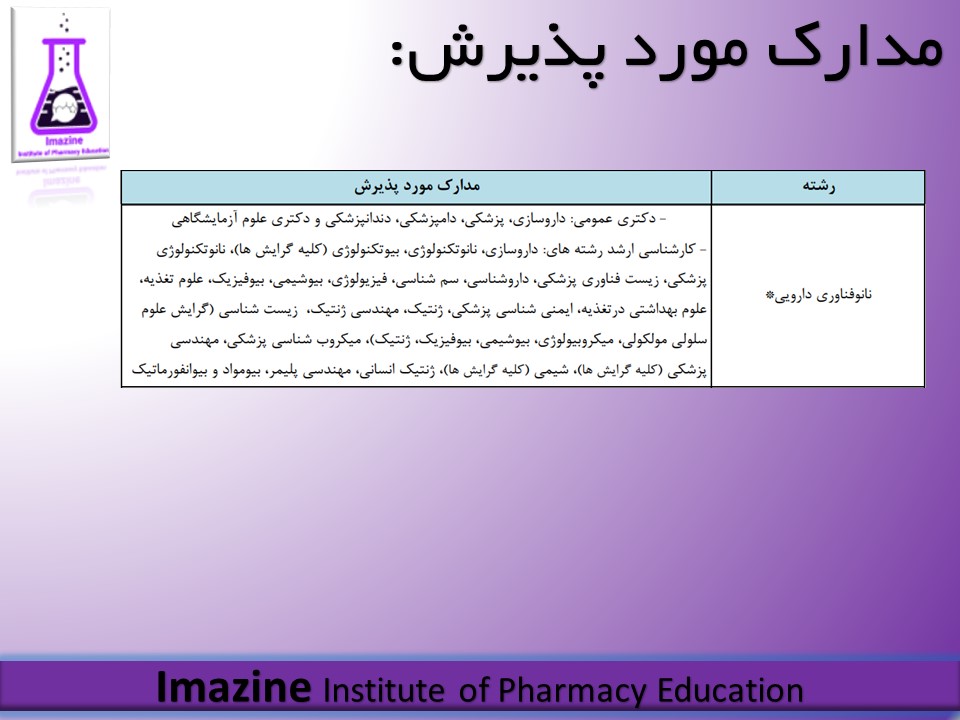 مدارک مورد پذیرش:
Imazine
Institute of Pharmacy Education
رشته
مدارک مورد پذیرش
نانوفناوری دارویی*
- دکتری عمومی: داروسازی، پزشکی، دامپزشکی، دندانپزشکی و دکتری علوم آزمایشگاهی
- کارشناسی ارشد رشته های: داروسازی، نانوتکنولوژی، بیوتکنولوژی (کلیه گرایش ها)، نانوتکنولوژی
پزشکی، زیست فناوری پزشکی، داروشناسی، سم شناسی، فیزیولوژی، بیوشیمی، بیوفیزیک، علوم تغذیه،
علوم بهداشتی درتغذیه، ایمنی شناسی پزشکی، ژنتیک، مهندسی ژنتیک، زیست شناسی (گرایش علوم
سلولی مولکولی، میکروبیولوژی، بیوشیمی، بیوفیزیک، ژنتیک)، میکروب شناسی پزشکی، مهندسی
پزشکی (کلیه گرایش ها)، شیمی (کلیه گرایش ها)، ژنتیک انسانی، مهندسی پلیمر، بیومواد و بیوانفورماتیک
Imazine Institute of Pharmacy Education